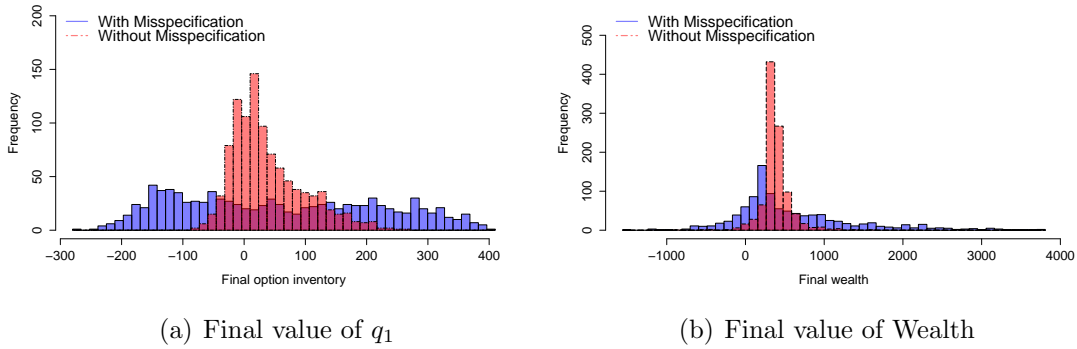 With Misspecification
Without Misspecification
Frequency
0
50
100
150
200
−300
−200
−100
0
100
200
300
400
Final option inventory
(a) Final value of q₁
With Misspecification
Without Misspecification
Frequency
0
100
200
300
400
500
−1000
0
1000
2000
3000
4000
Final wealth
(b) Final value of Wealth